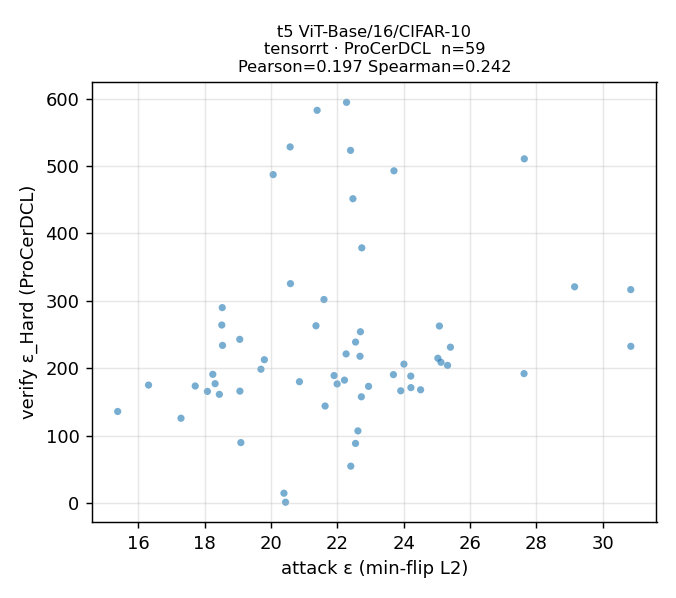 t5 ViT-Base/16/CIFAR-10
tensorrt · ProCerDCL  n=59
Pearson=0.197 Spearman=0.242
600
500
400
300
200
100
0
verify ε_Hard (ProCerDCL)
16 18 20 22 24 26 28 30
attack ε (min-flip L2)